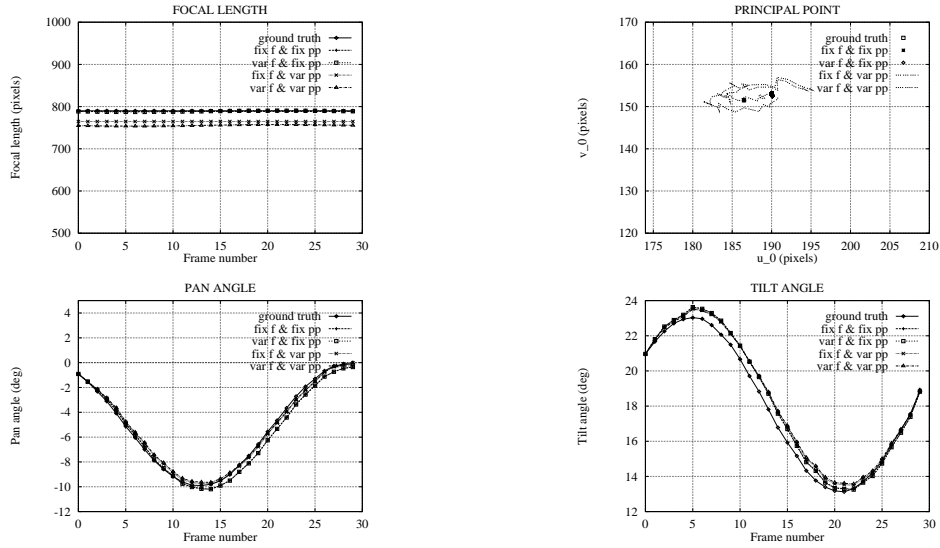 FOCAL LENGTH
1000
900
800
700
600
500
0 5 10 15 20 25 30
Focal length (pixels)
Frame number
ground truth
fix f & fix pp
var f & fix pp
fix f & var pp
var f & var pp
PRINCIPAL POINT
170
160
150
140
130
120
175 180 185 190 195 200 205 210
v_0 (pixels)
u_0 (pixels)
ground truth
fix f & fix pp
var f & fix pp
fix f & var pp
var f & var pp
PAN ANGLE
4
2
0
-2
-4
-6
-8
-10
-12
0 5 10 15 20 25 30
Pan angle (deg)
Frame number
ground truth
fix f & fix pp
var f & fix pp
fix f & var pp
var f & var pp
TILT ANGLE
24
22
20
18
16
14
12
0 5 10 15 20 25 30
Tilt angle (deg)
Frame number
ground truth
fix f & fix pp
var f & fix pp
fix f & var pp
var f & var pp